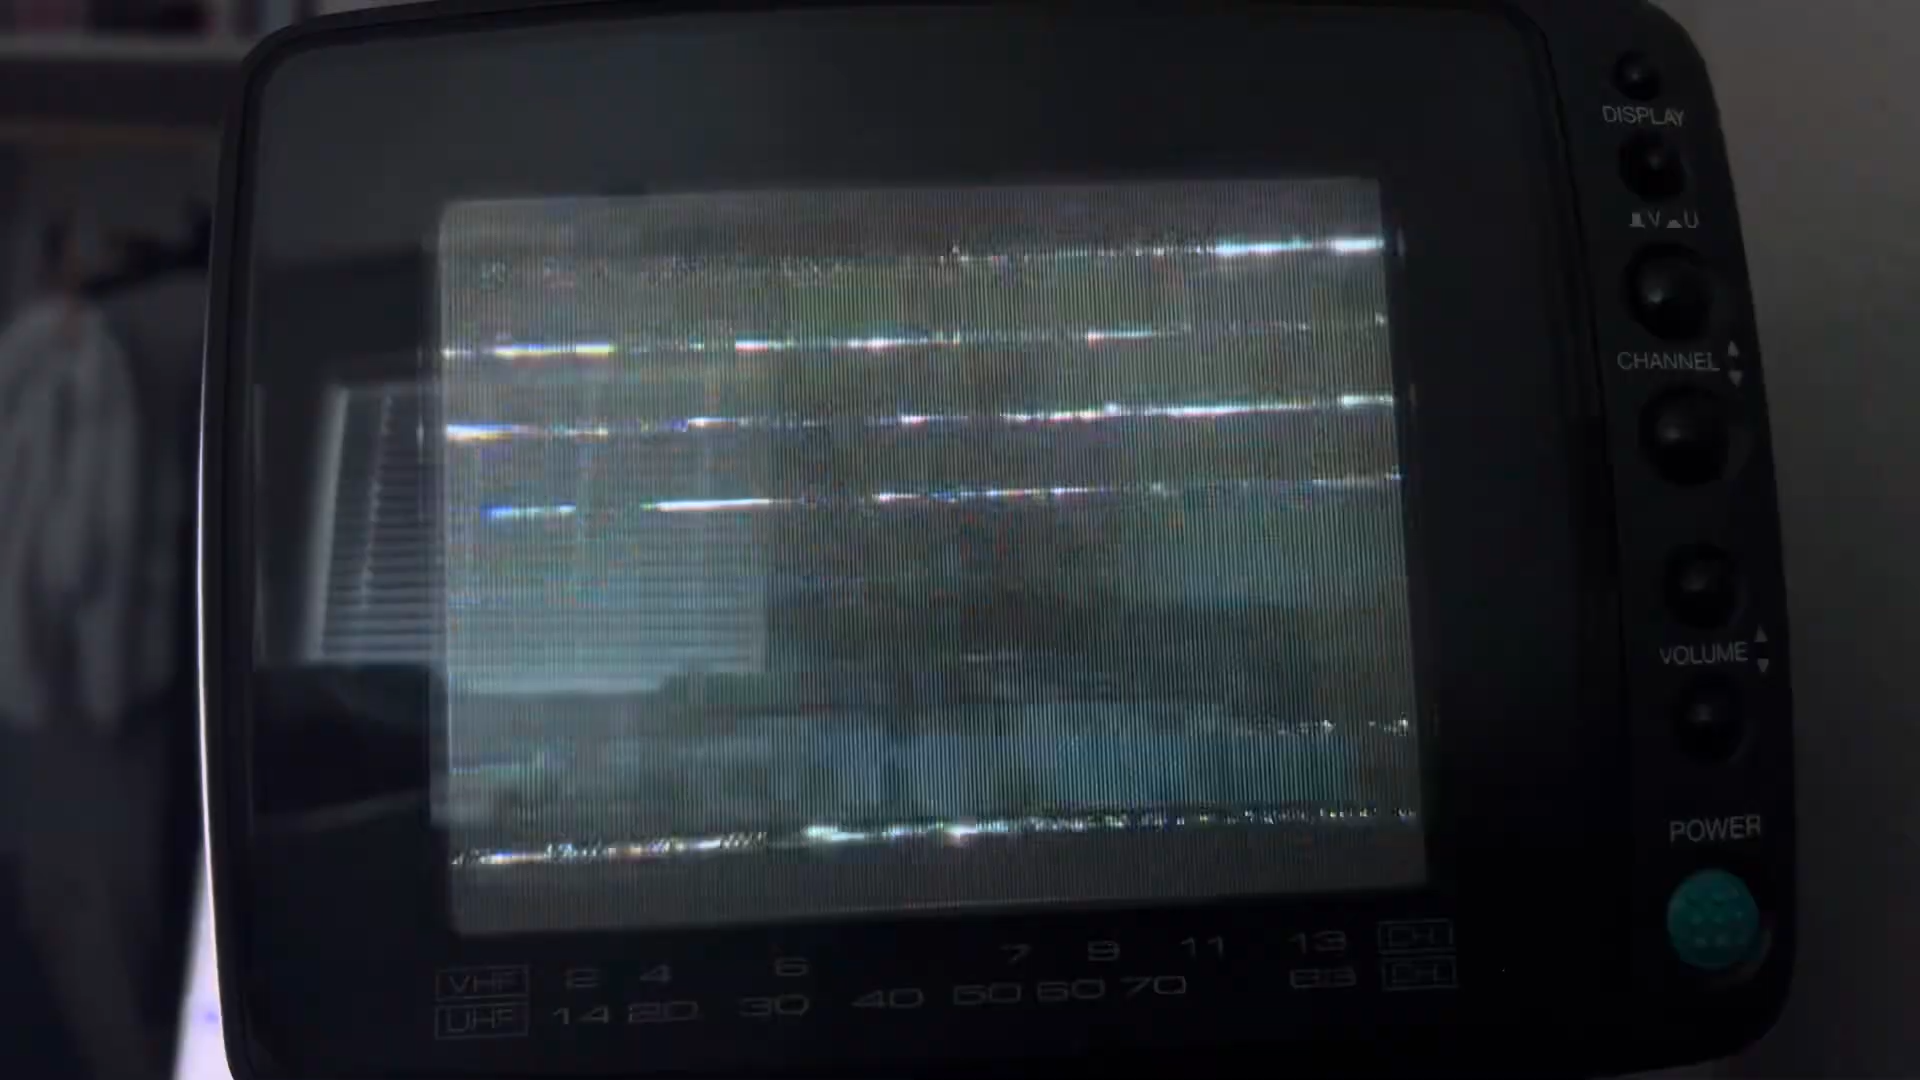 DISPLAY
V U
CHANNEL
VOLUME
POWER
VHF 2 4 6 7 9 11 13 CH.
UHF 14 20 30 40 50 60 70 83 CH.